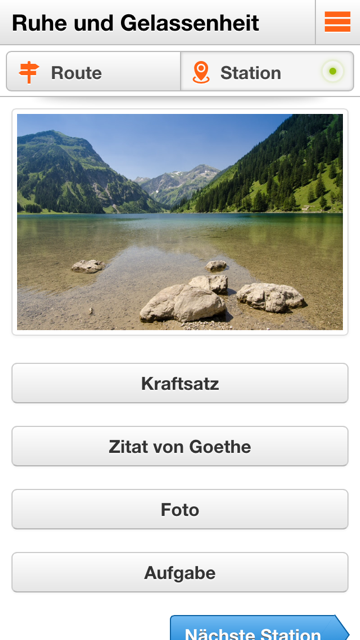 Ruhe und Gelassenheit
Route
Station
Kraftsatz
Zitat von Goethe
Foto
Aufgabe
Nächste Station